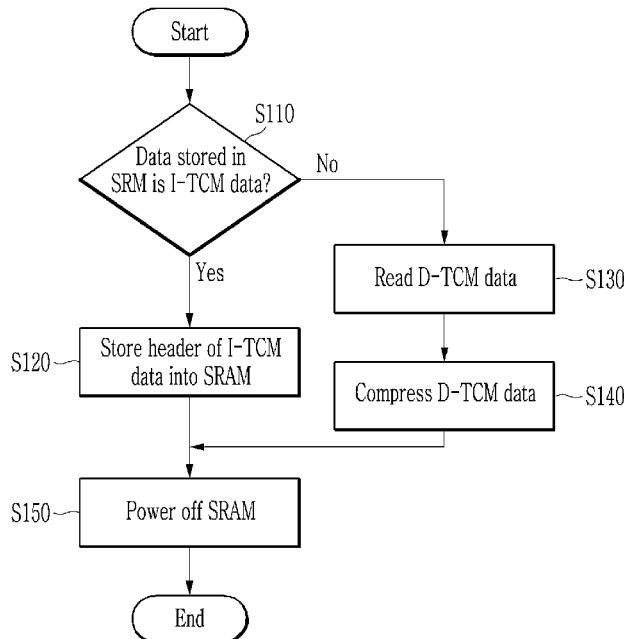 Start
S110
Data stored in
SRM is I-TCM data?
No
Yes
Read D-TCM data
S130
S120
Store header of I-TCM
data into SRAM
Compress D-TCM data
S140
S150
Power off SRAM
End